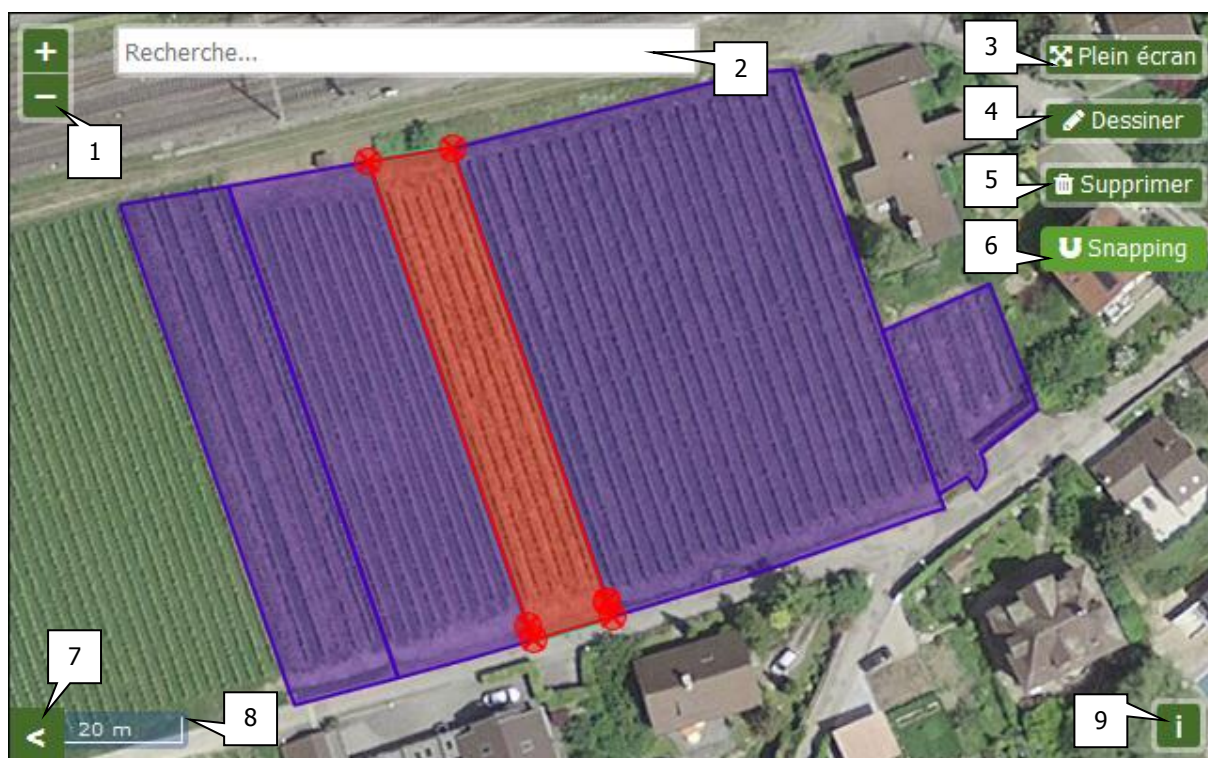 +
Recherche...
−
1
2
3
Plein écran
4
Dessiner
5
Supprimer
6
Snapping
7
<
20 m
8
9
i